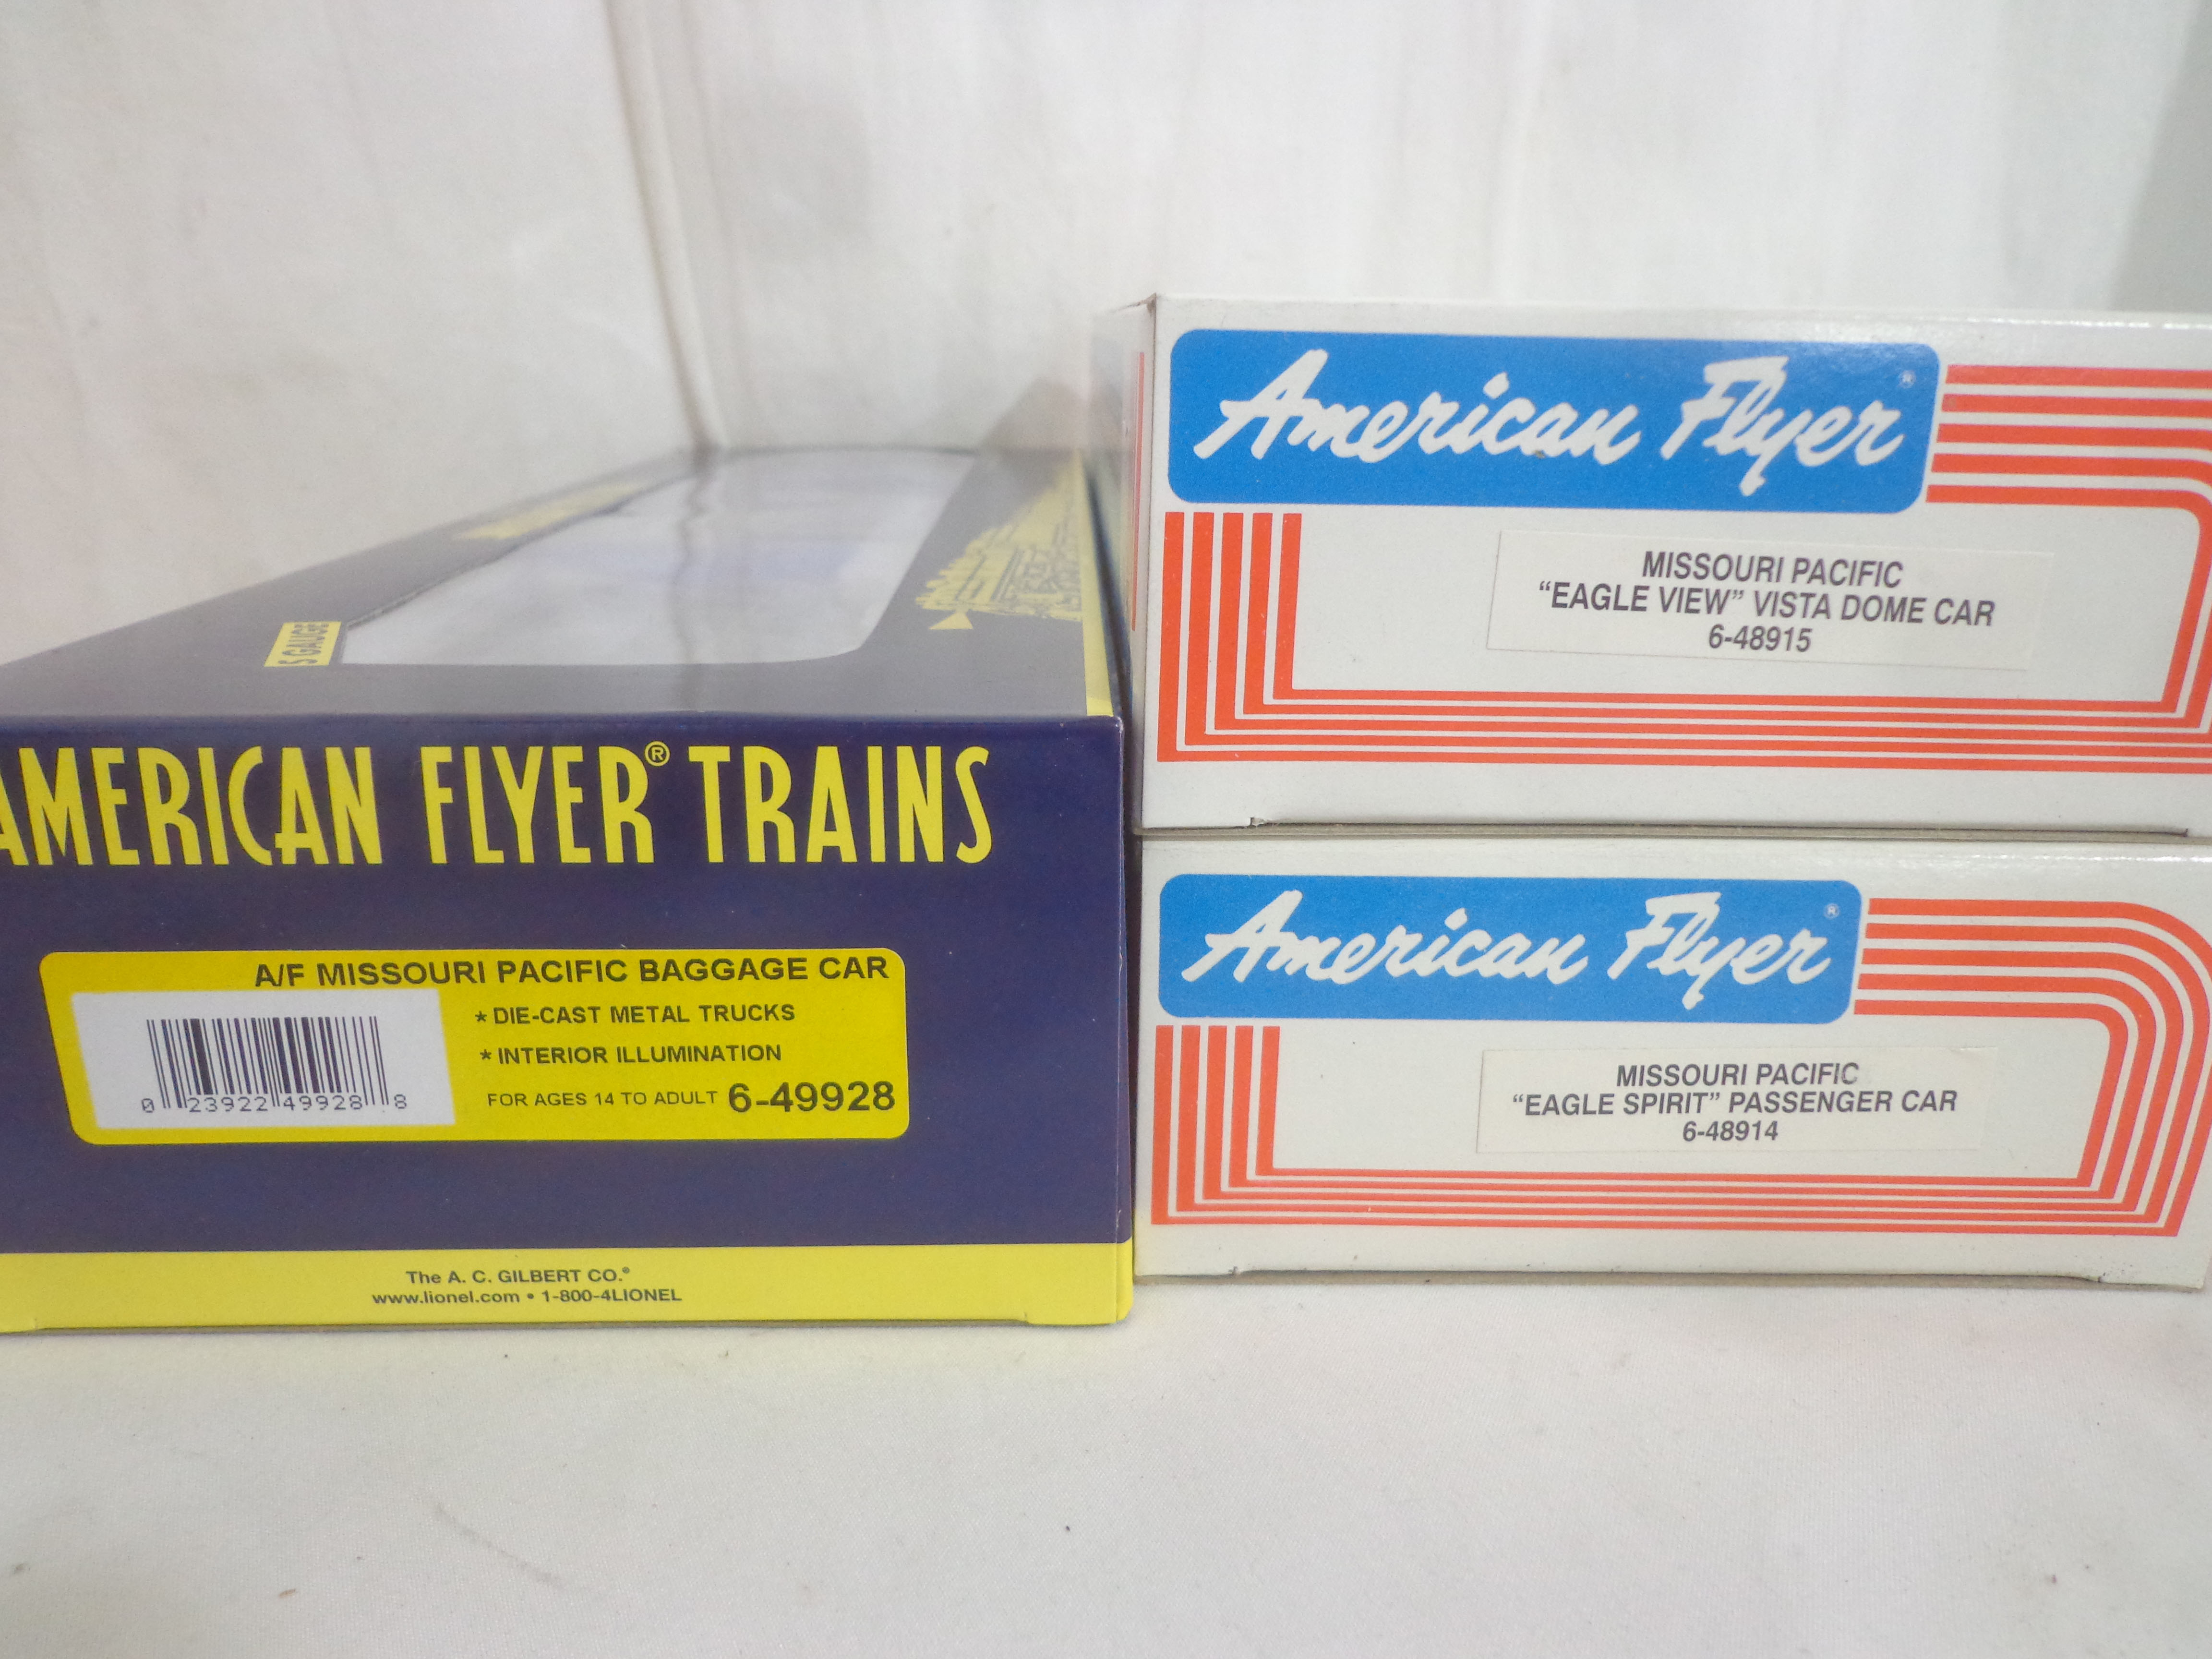 S GAUGE
AMERICAN FLYER® TRAINS
A/F MISSOURI PACIFIC BAGGAGE CAR
* DIE-CAST METAL TRUCKS
* INTERIOR ILLUMINATION
FOR AGES 14 TO ADULT 6-49928
0 23922 49928 8
The A. C. GILBERT CO.®
www.lionel.com • 1-800-4LIONEL
American Flyer®
MISSOURI PACIFIC
“EAGLE VIEW” VISTA DOME CAR
6-48915
American Flyer®
MISSOURI PACIFIC
“EAGLE SPIRIT” PASSENGER CAR
6-48914